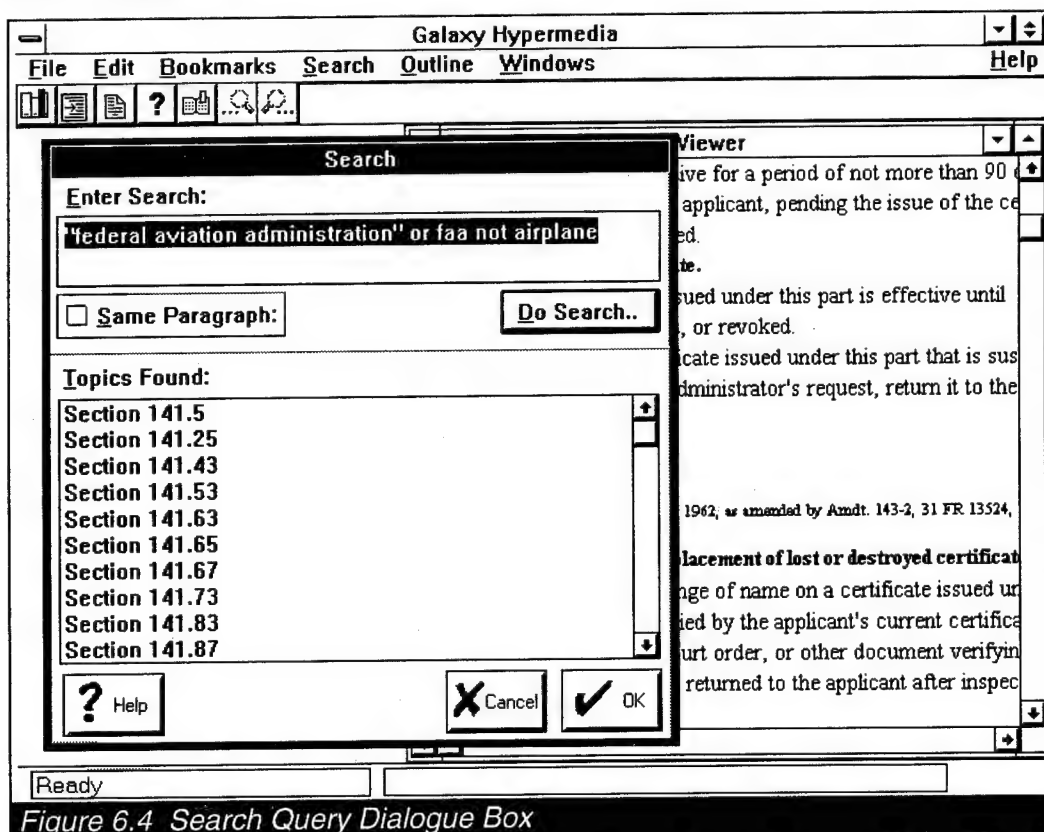 Galaxy Hypermedia
File Edit Bookmarks Search Outline Windows Help
?
Viewer
Search
Enter Search:
"federal aviation administration" or faa not airplane
Same Paragraph:
Do Search..
Topics Found:
Section 141.5
Section 141.25
Section 141.43
Section 141.53
Section 141.63
Section 141.65
Section 141.67
Section 141.73
Section 141.83
Section 141.87
? Help
Cancel
OK
ive for a period of not more than 90
applicant, pending the issue of the ce
ed.
te.
sued under this part is effective until
, or revoked.
icate issued under this part that is sus
dministrator's request, return it to the
1962, as amended by Amdt. 143-2, 31 FR 13524,
lacement of lost or destroyed certificat
nge of name on a certificate issued un
ied by the applicant's current certifica
urt order, or other document verifyin
returned to the applicant after inspec
Ready
Figure 6.4 Search Query Dialogue Box